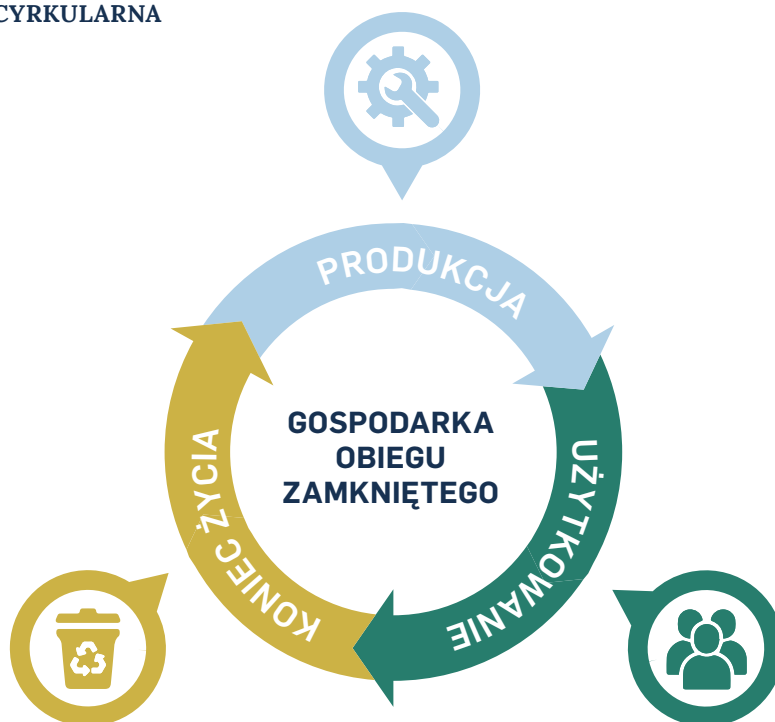 CYRKULARNA
PRODUKCJA
GOSPODARKA
OBIEGU
ZAMKNIĘTEGO
UŻYTKOWANIE
KONIEC ŻYCIA